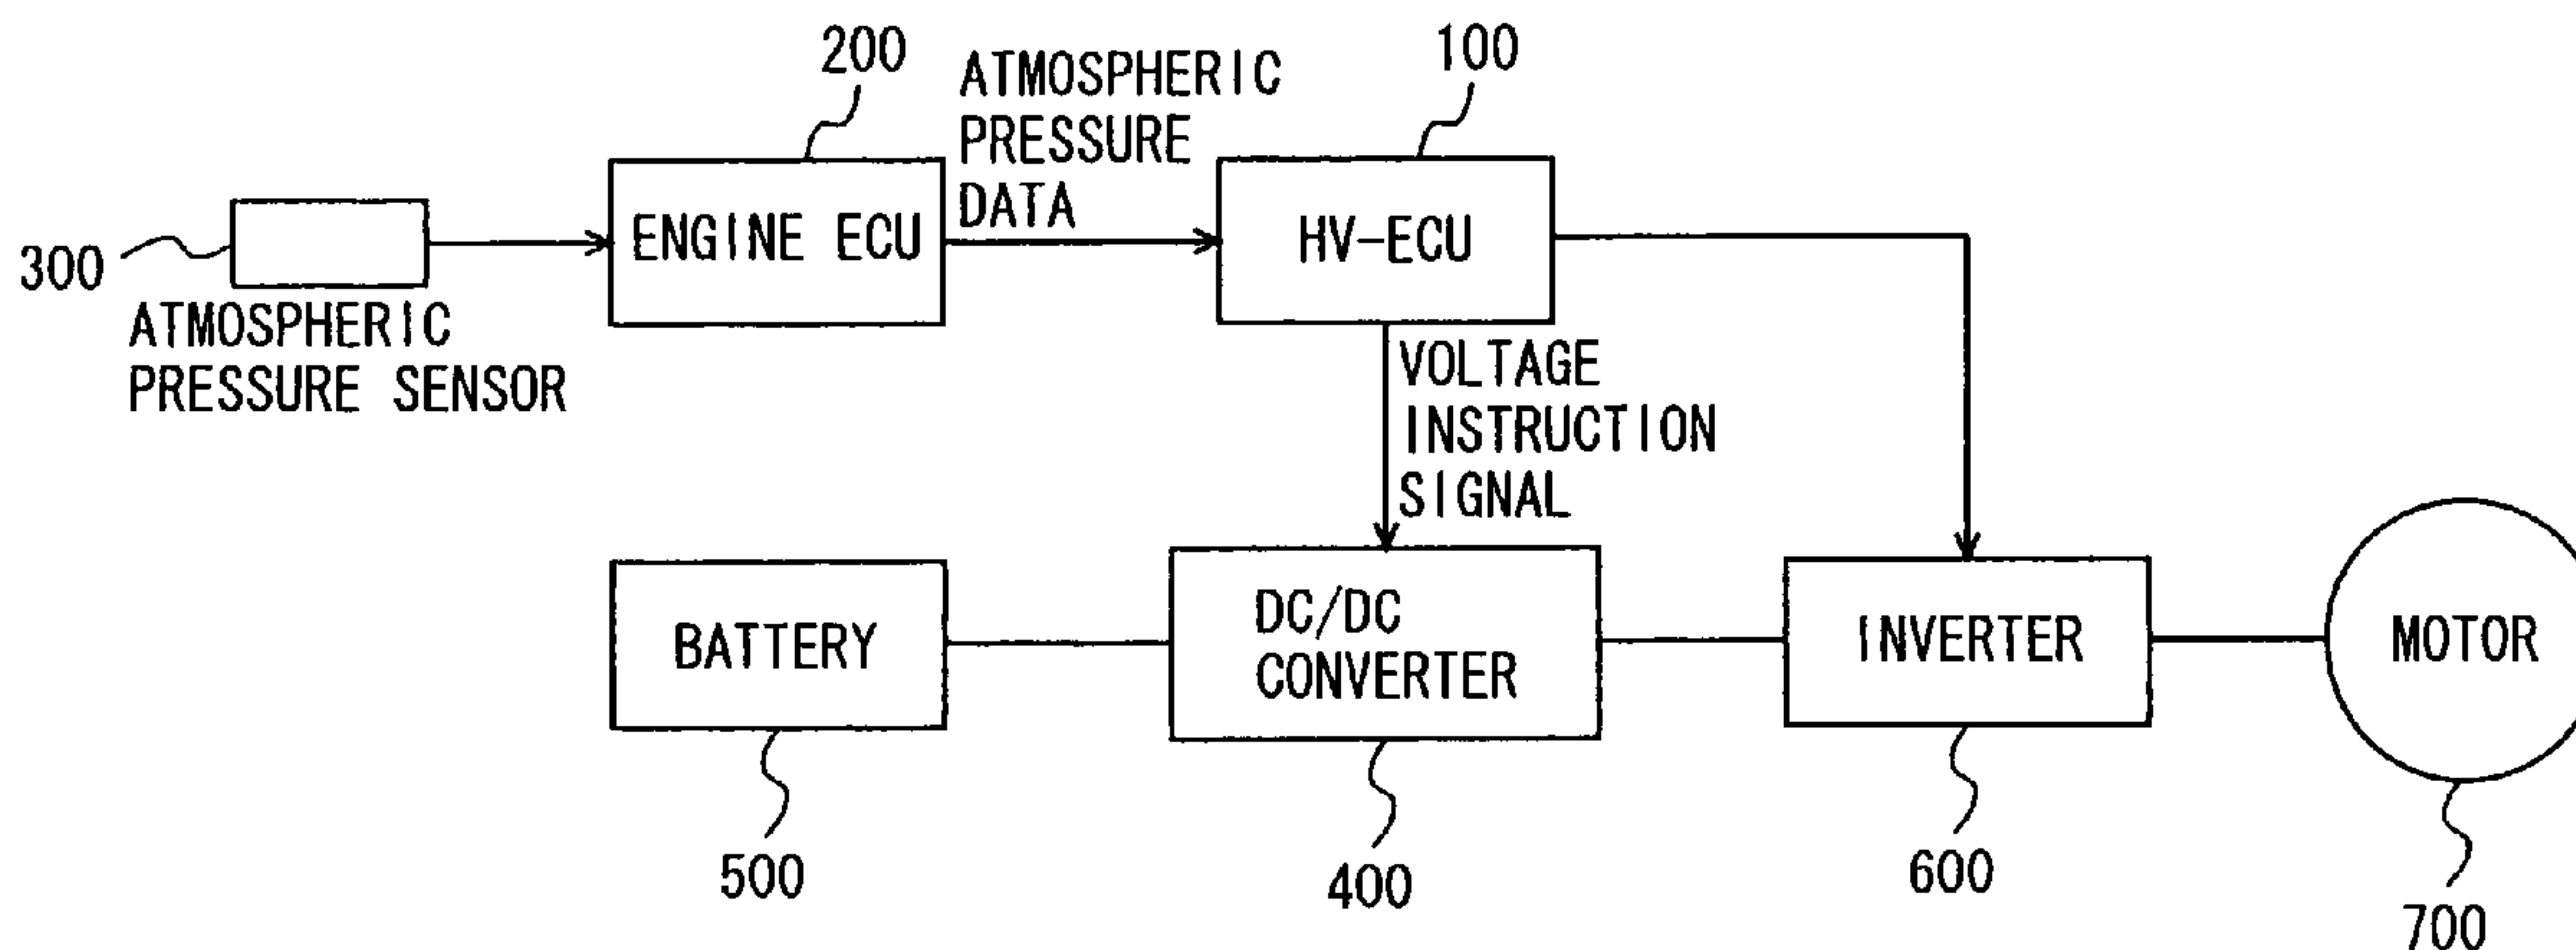 200
ATMOSPHERIC
PRESSURE
DATA
100
300
ENGINE ECU
HV-ECU
ATMOSPHERIC
PRESSURE SENSOR
VOLTAGE
INSTRUCTION
SIGNAL
BATTERY
DC/DC
CONVERTER
INVERTER
MOTOR
500
400
600
700